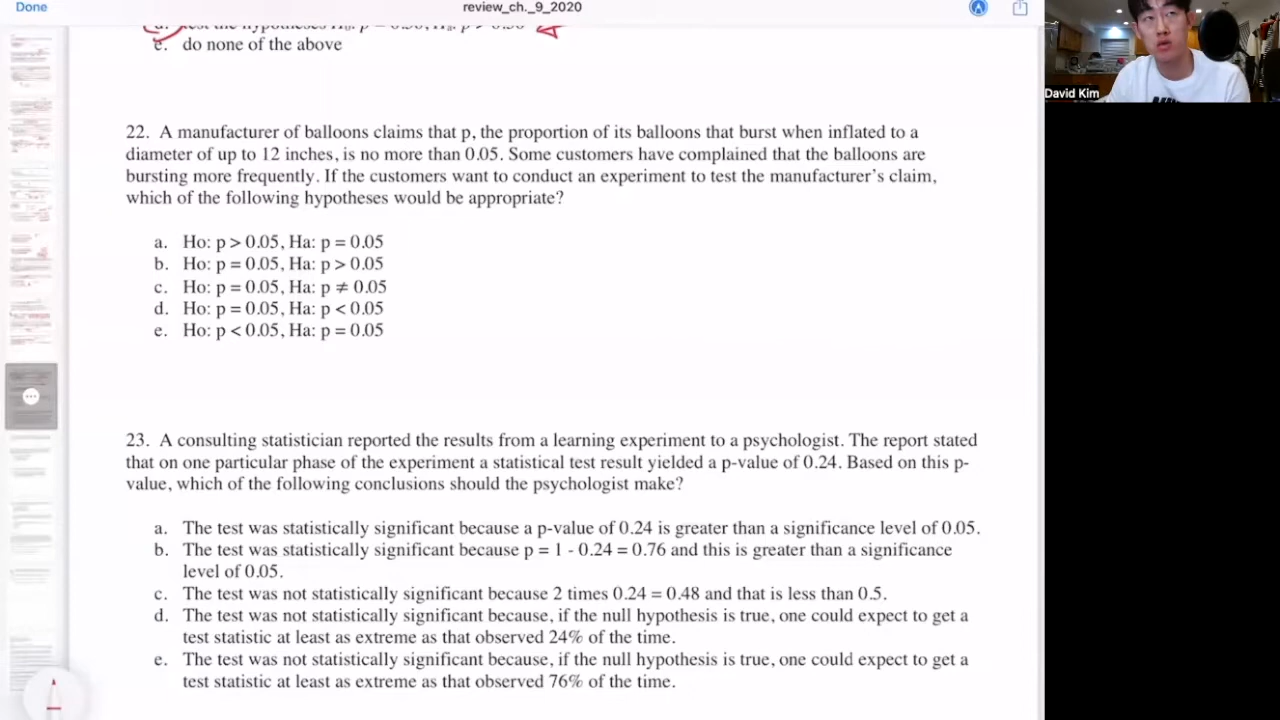 Done
review_ch._9_2020
David Kim
e. do none of the above
22. A manufacturer of balloons claims that p, the proportion of its balloons that burst when inflated to a
diameter of up to 12 inches, is no more than 0.05. Some customers have complained that the balloons are
bursting more frequently. If the customers want to conduct an experiment to test the manufacturer's claim,
which of the following hypotheses would be appropriate?
a. Ho: p > 0.05, Ha: p = 0.05
b. Ho: p = 0.05, Ha: p > 0.05
c. Ho: p = 0.05, Ha: p ≠ 0.05
d. Ho: p = 0.05, Ha: p < 0.05
e. Ho: p < 0.05, Ha: p = 0.05
23. A consulting statistician reported the results from a learning experiment to a psychologist. The report stated
that on one particular phase of the experiment a statistical test result yielded a p-value of 0.24. Based on this p-
value, which of the following conclusions should the psychologist make?
a. The test was statistically significant because a p-value of 0.24 is greater than a significance level of 0.05.
b. The test was statistically significant because p = 1 - 0.24 = 0.76 and this is greater than a significance
level of 0.05.
c. The test was not statistically significant because 2 times 0.24 = 0.48 and that is less than 0.5.
d. The test was not statistically significant because, if the null hypothesis is true, one could expect to get a
test statistic at least as extreme as that observed 24% of the time.
e. The test was not statistically significant because, if the null hypothesis is true, one could expect to get a
test statistic at least as extreme as that observed 76% of the time.